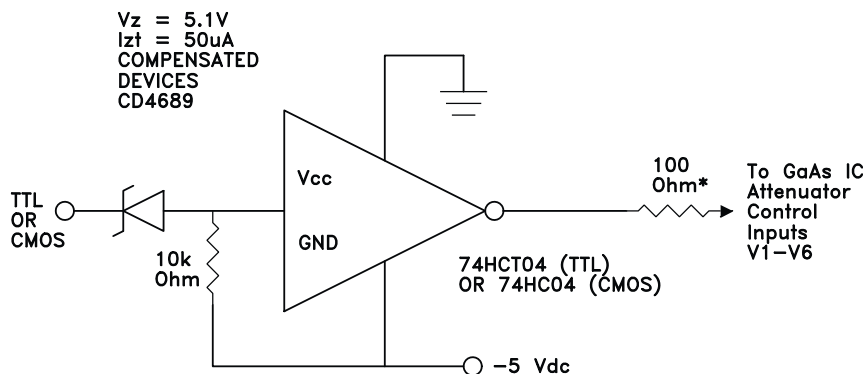 Vz = 5.1V
Izt = 50uA
COMPENSATED
DEVICES
CD4689
TTL
OR
CMOS
10k
Ohm
Vcc
GND
74HCT04 (TTL)
OR 74HC04 (CMOS)
-5 Vdc
100
Ohm*
To GaAs IC
Attenuator
Control
Inputs
V1-V6